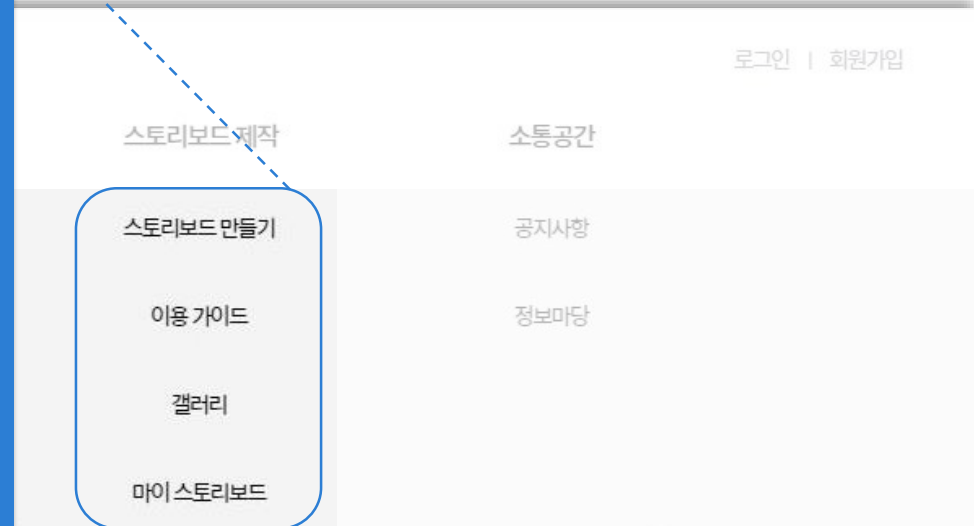 로그인 | 회원가입
스토리보드 제작 소통공간
스토리보드 만들기 공지사항
이용 가이드 정보마당
갤러리
마이 스토리보드